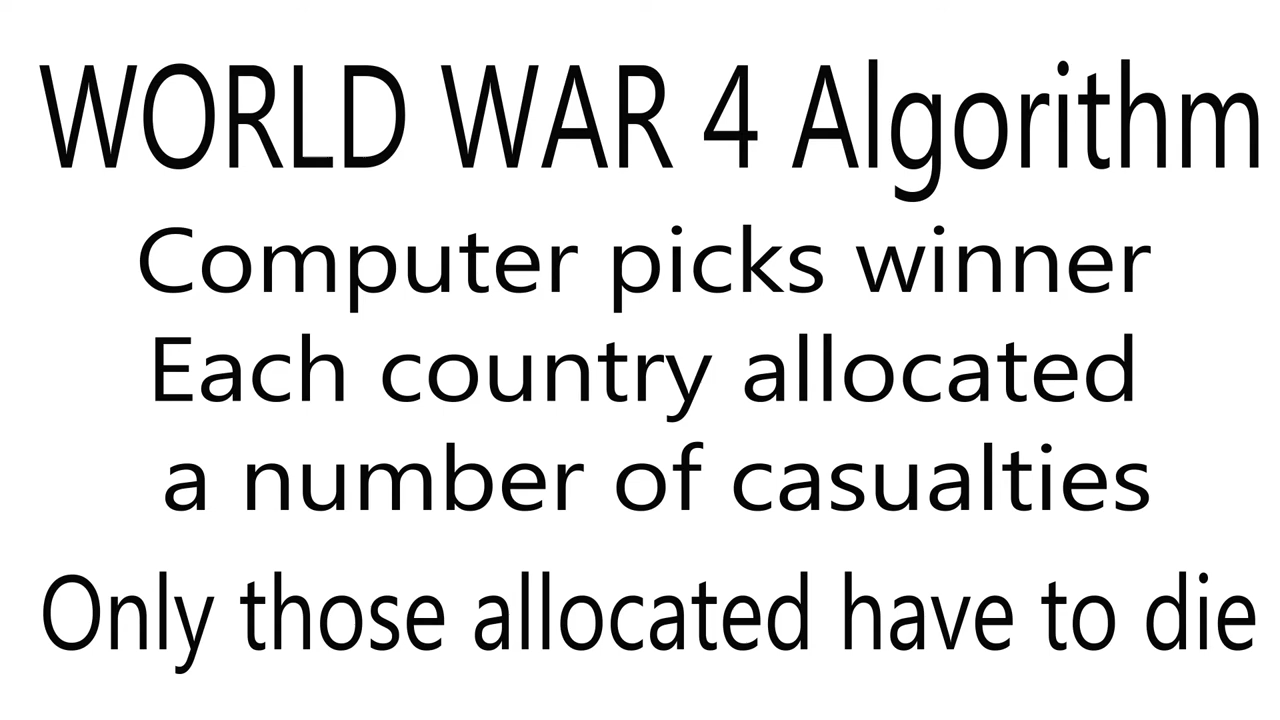 WORLD WAR 4 Algorithm
Computer picks winner
Each country allocated
a number of casualties
Only those allocated have to die